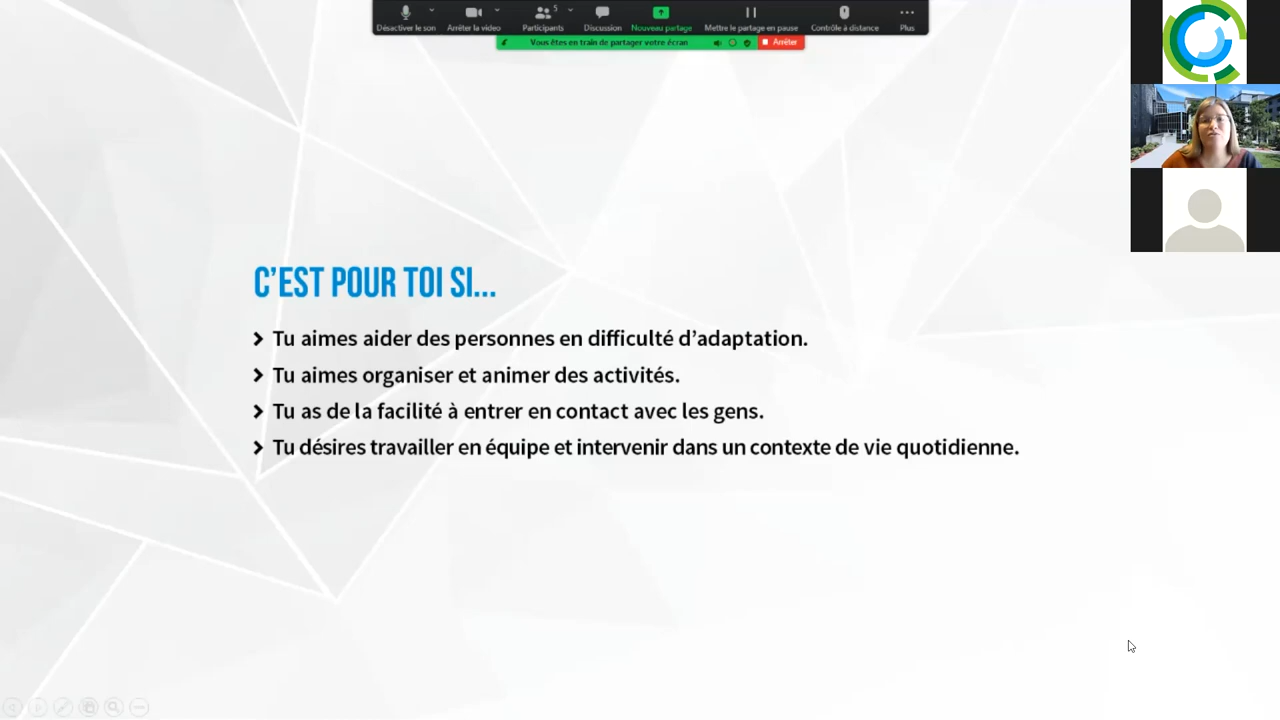 Désactiver le son
Arrêter la vidéo
Participants
5
Discussion
Nouveau partage
Mettre le partage en pause
Contrôle à distance
Plus
Vous êtes en train de partager votre écran
Arrêter
C'EST POUR TOI SI...
Tu aimes aider des personnes en difficulté d'adaptation.
Tu aimes organiser et animer des activités.
Tu as de la facilité à entrer en contact avec les gens.
Tu désires travailler en équipe et intervenir dans un contexte de vie quotidienne.